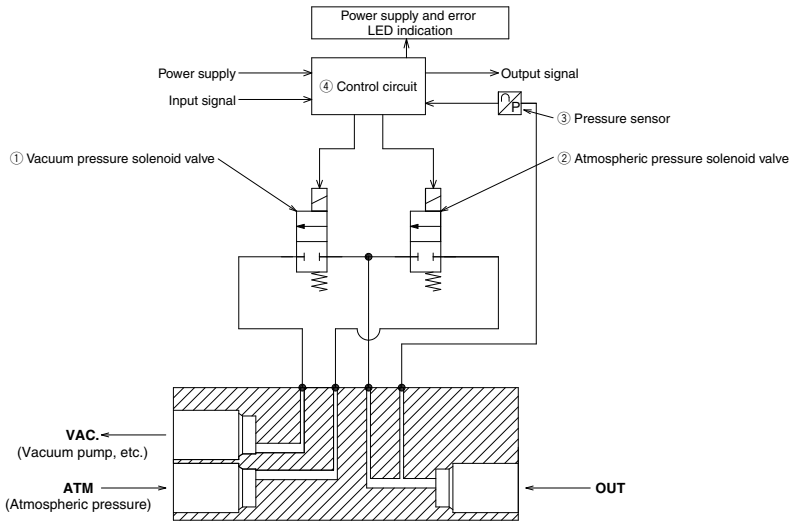 Power supply and error
LED indication
Power supply
④ Control circuit
Output signal
Input signal
P
③ Pressure sensor
① Vacuum pressure solenoid valve
② Atmospheric pressure solenoid valve
VAC.
(Vacuum pump, etc.)
ATM
(Atmospheric pressure)
OUT